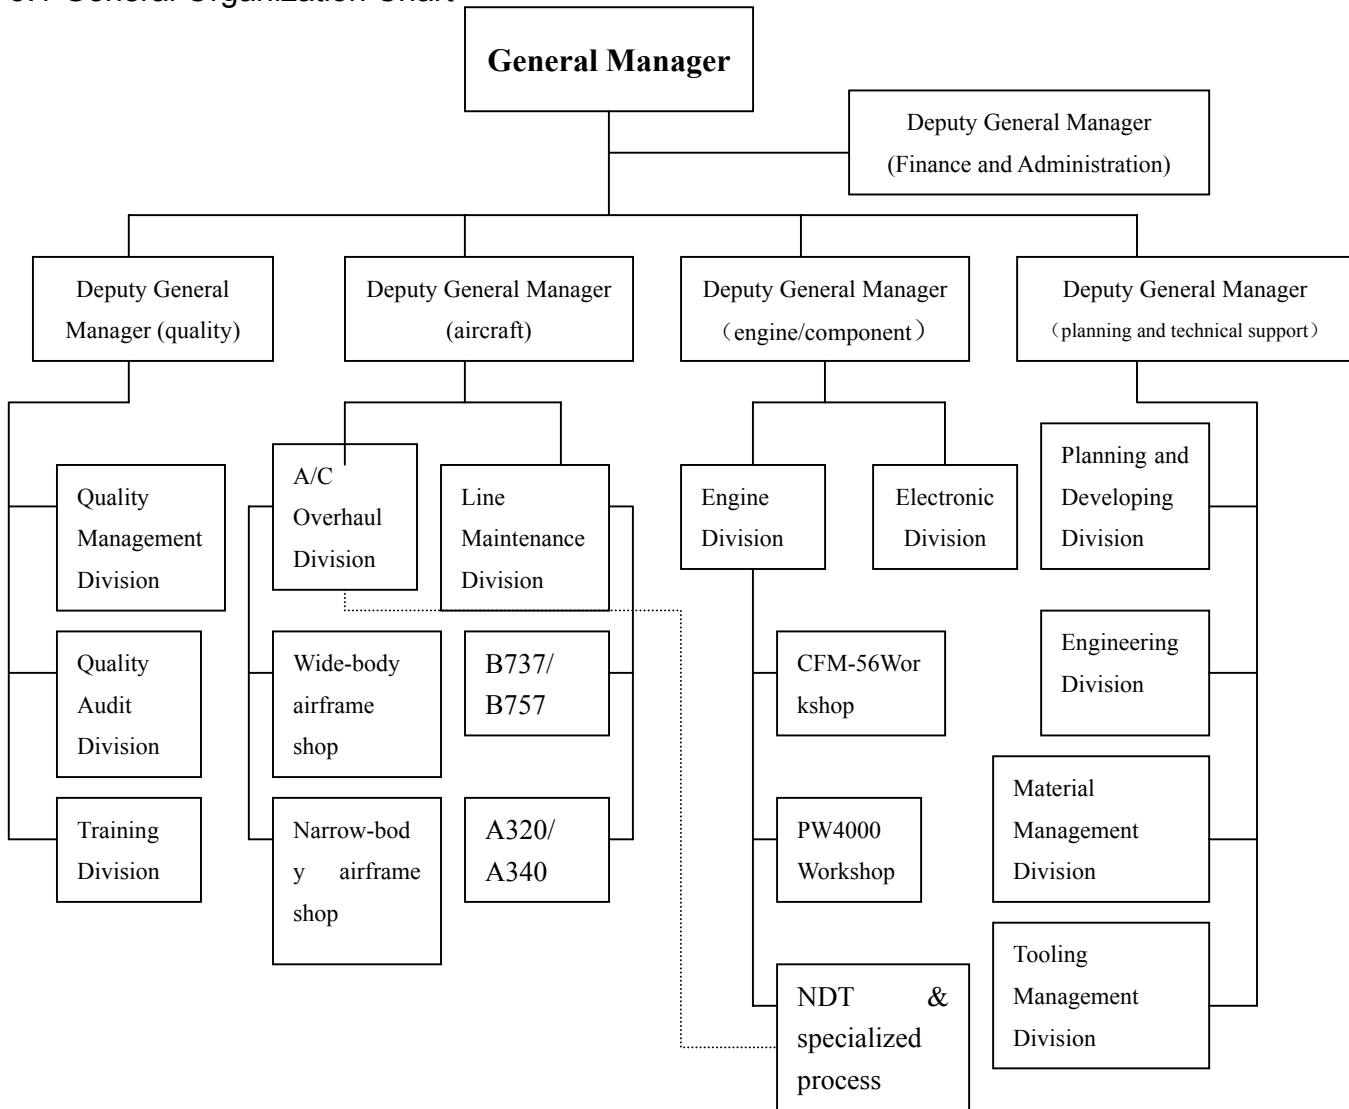 General Organization Chart
General Manager
Deputy General Manager
(Finance and Administration)
Deputy General
Manager (quality)
Deputy General Manager
(aircraft)
Deputy General Manager
（engine/component）
Deputy General Manager
（planning and technical support）
Quality
Management
Division
Quality
Audit
Division
Training
Division
A/C
Overhaul
Division
Wide-body
airframe
shop
Narrow-bod
y airframe
shop
Line
Maintenance
Division
B737/
B757
A320/
A340
Engine
Division
Electronic
Division
CFM-56Wor
kshop
PW4000
Workshop
NDT &
specialized
process
Planning and
Developing
Division
Engineering
Division
Material
Management
Division
Tooling
Management
Division